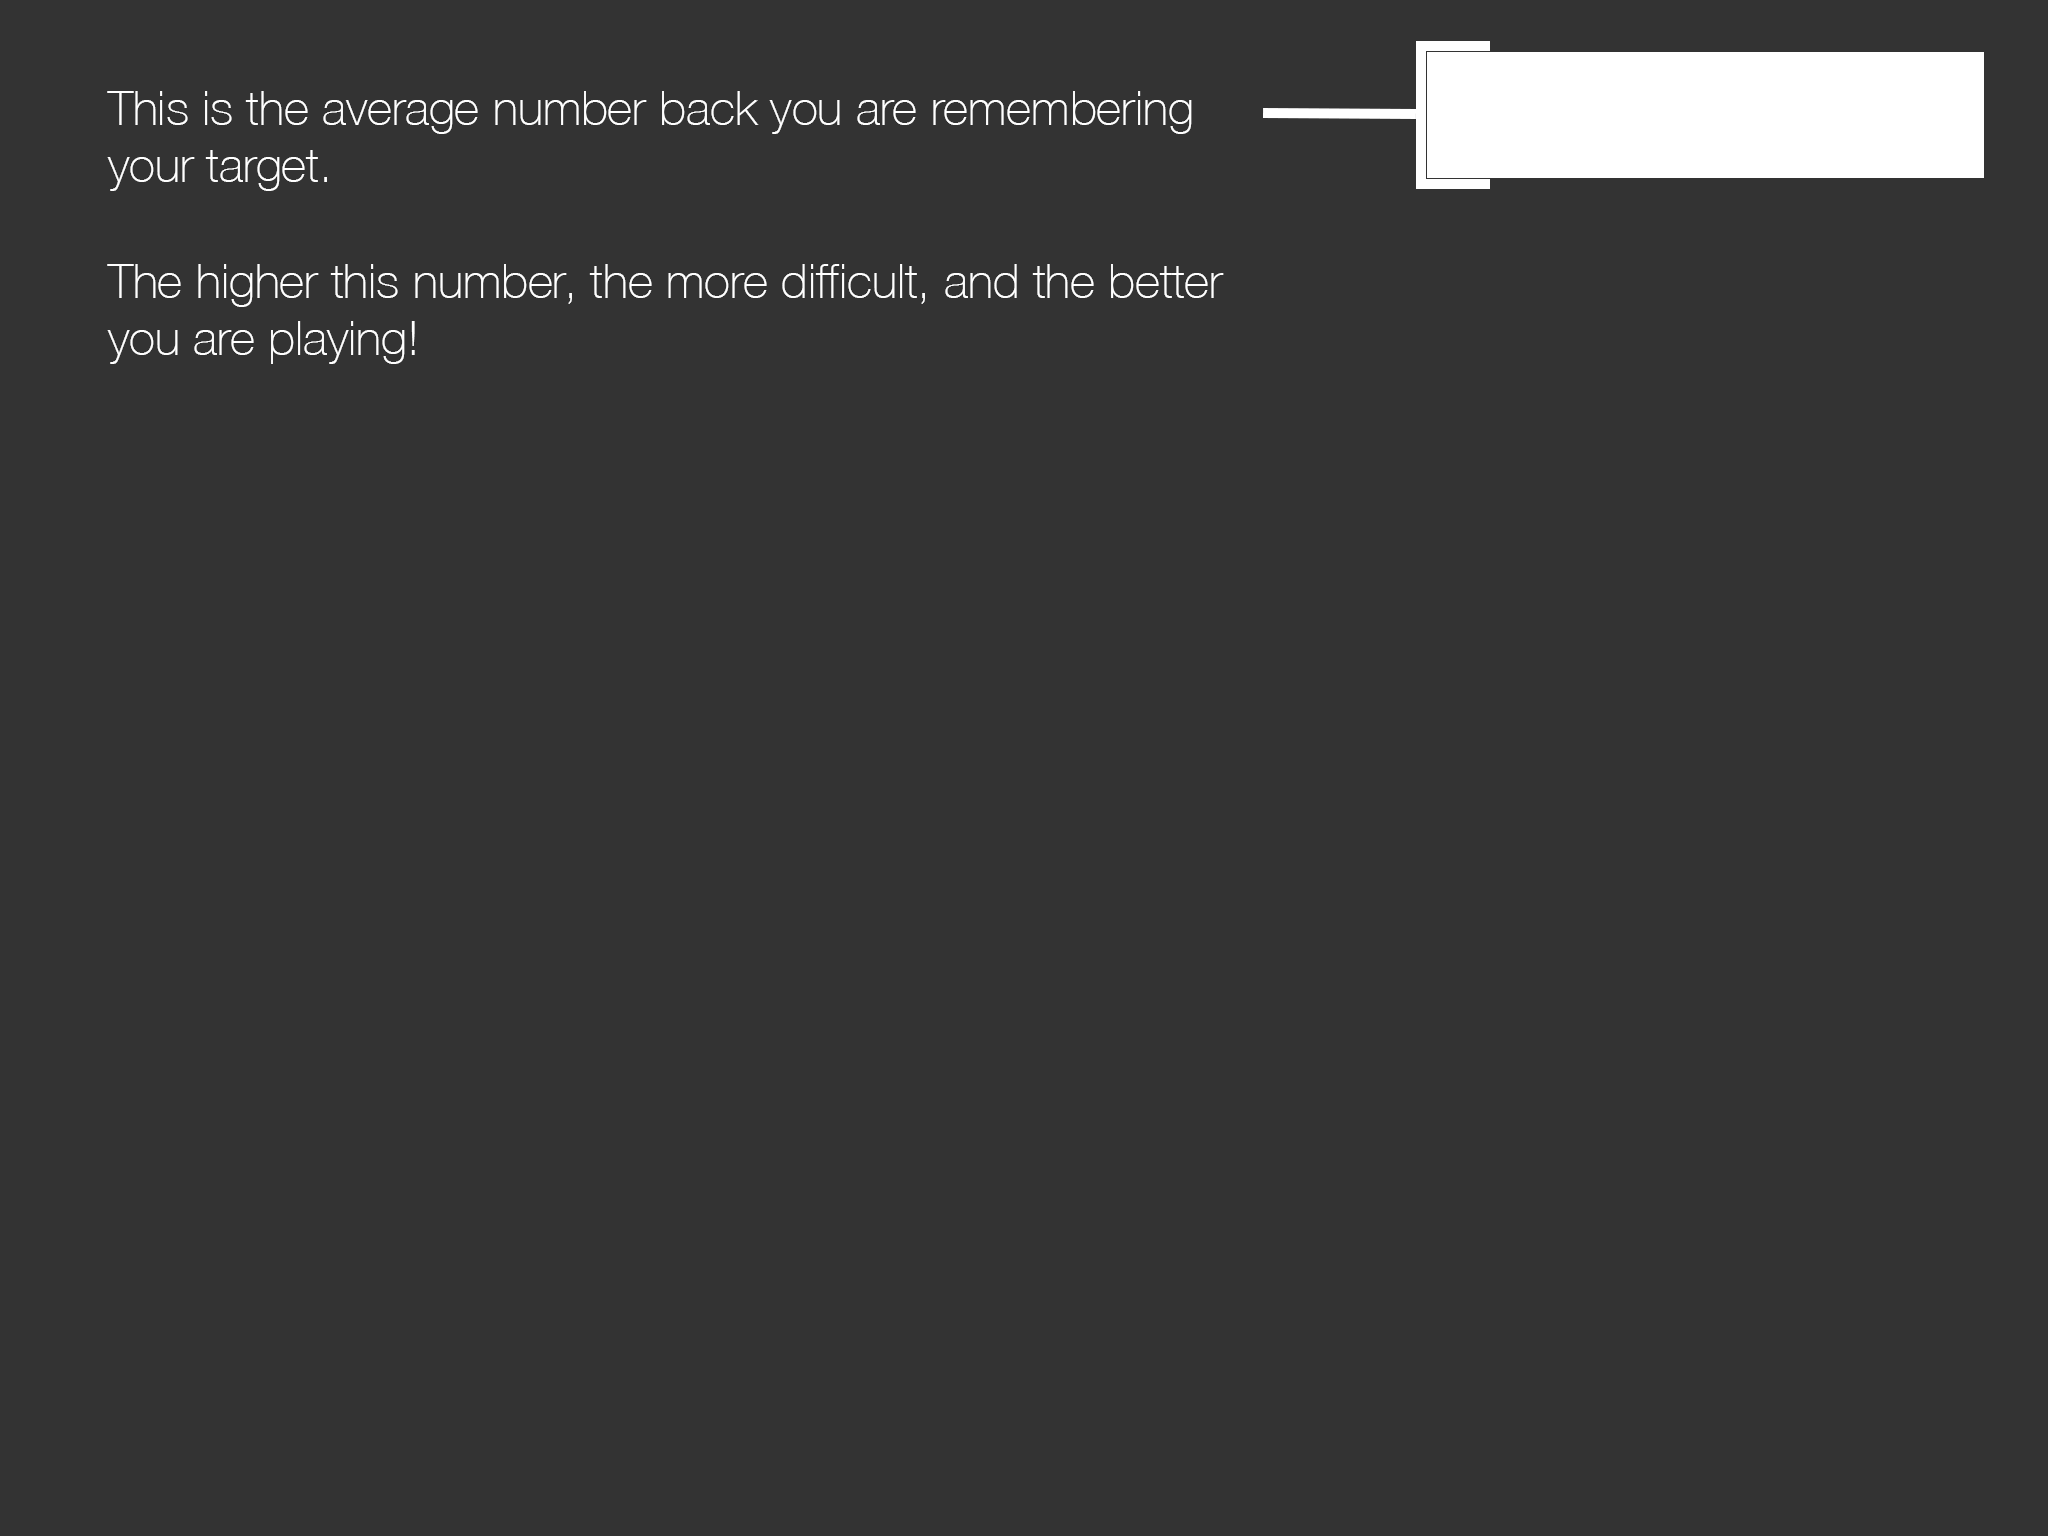 This is the average number back you are remembering
your target.
The higher this number, the more difficult, and the better
you are playing!